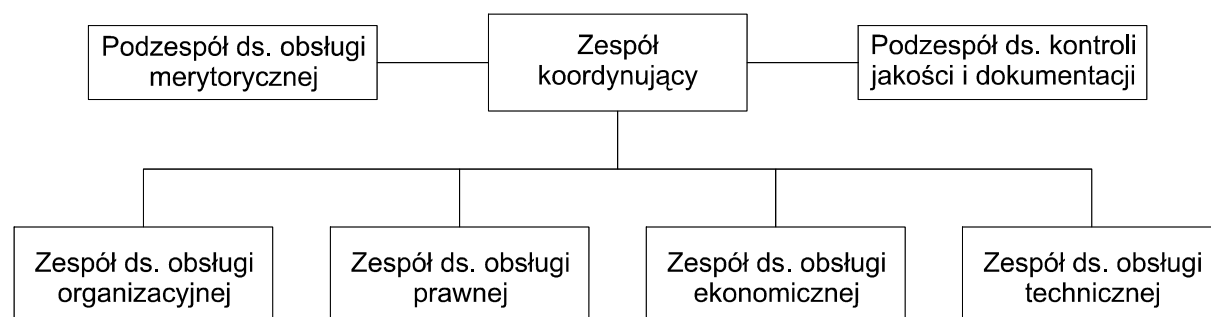 Podzespół ds. obsługi
merytorycznej
Zespół
koordynujący
Podzespół ds. kontroli
jakości i dokumentacji
Zespół ds. obsługi
organizacyjnej
Zespół ds. obsługi
prawnej
Zespół ds. obsługi
ekonomicznej
Zespół ds. obsługi
technicznej